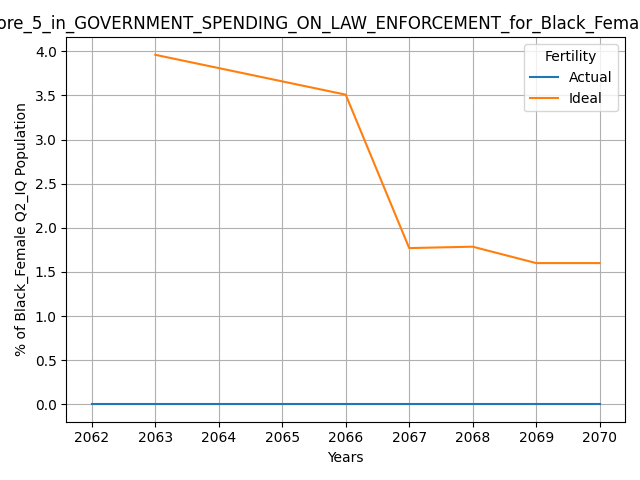 ore_5_in_GOVERNMENT_SPENDING_ON_LAW_ENFORCEMENT_for_Black_Fema
Fertility
Actual
Ideal
% of Black_Female Q2_IQ Population
4.0
3.5
3.0
2.5
2.0
1.5
1.0
0.5
0.0
2062 2063 2064 2065 2066 2067 2068 2069 2070
Years